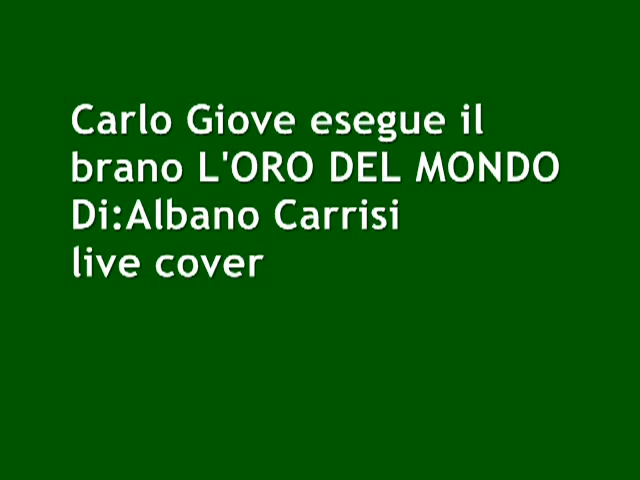 Carlo Giove esegue il
brano L'ORO DEL MONDO
Di:Albano Carrisi
live cover